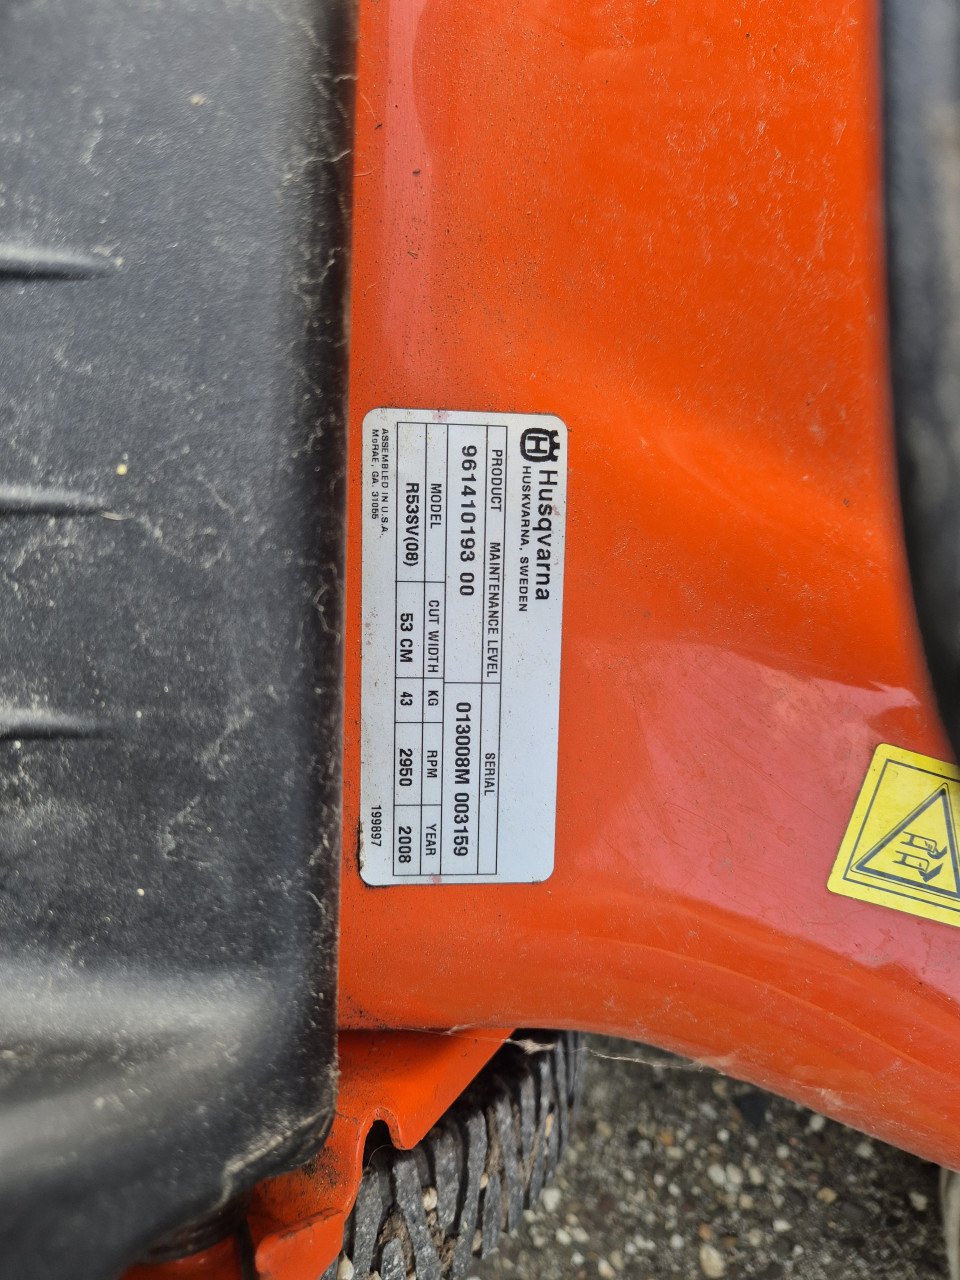 Husqvarna
HUSKVARNA, SWEDEN
PRODUCT MAINTENANCE LEVEL SERIAL
961410193 00 013008M 003159
MODEL CUT WIDTH KG RPM YEAR
R53SV(08) 53 CM 43 2950 2008
ASSEMBLED IN U.S.A.
McRAE, GA. 31055 199897